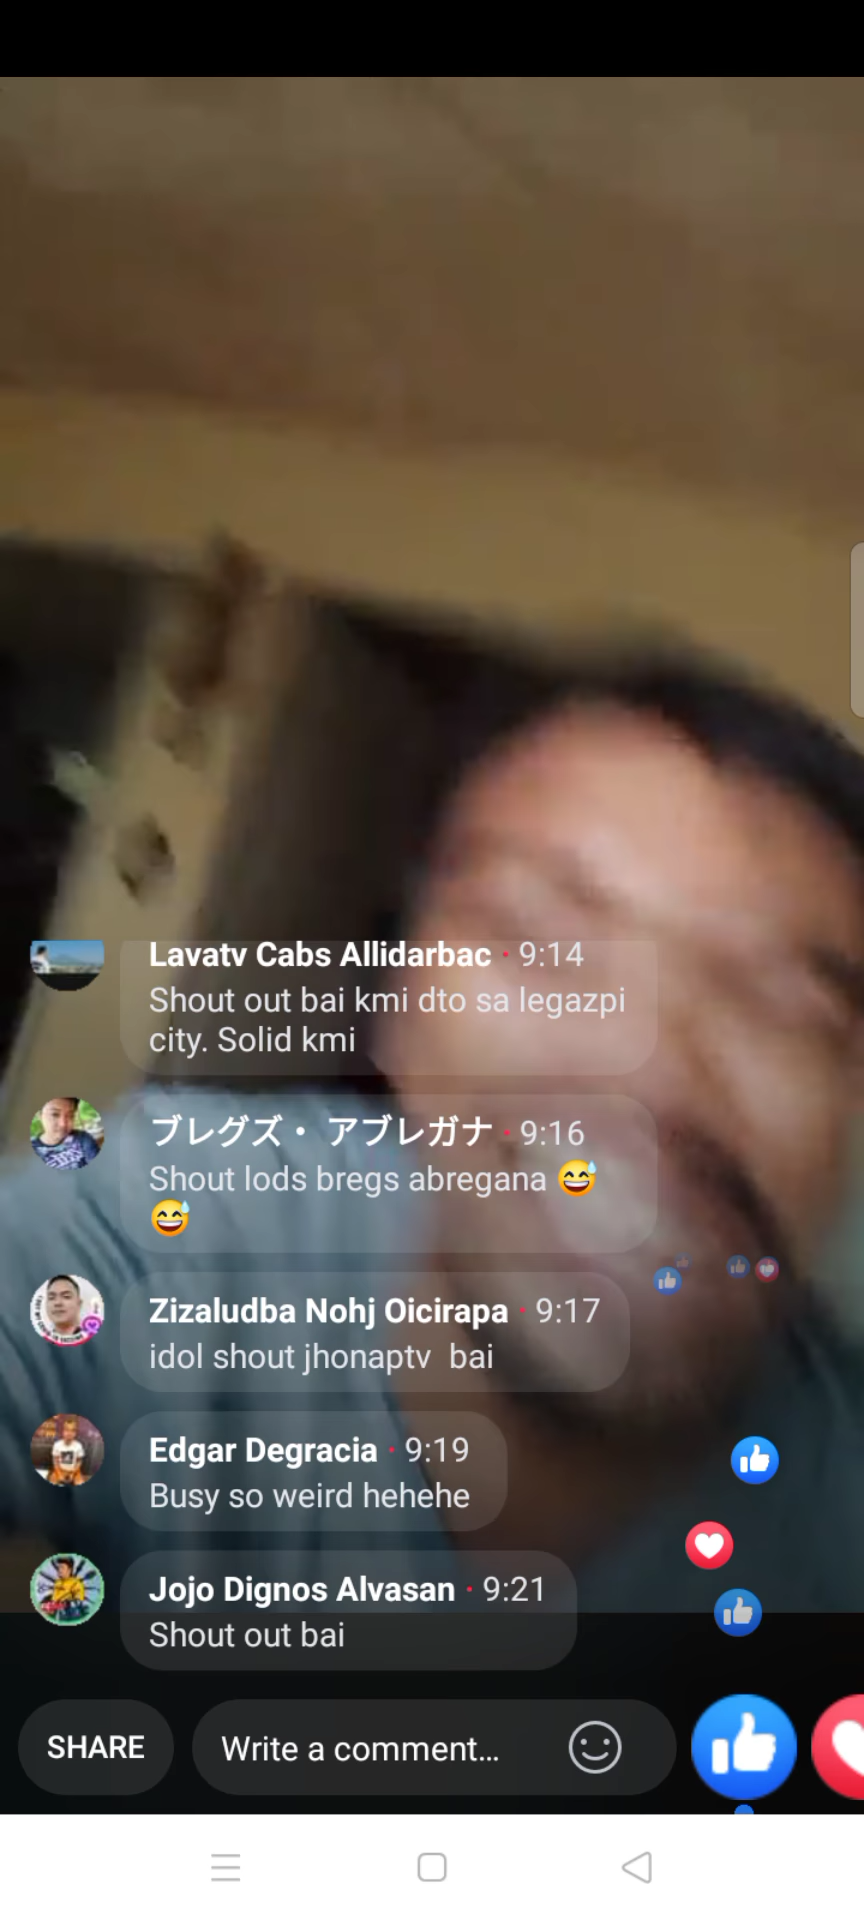 Lavatv Cabs Allidarbac · 9:14
Shout out bai kmi dto sa legazpi
city. Solid kmi
ブレグズ・ アブレガナ · 9:16
Shout lods bregs abregana 😅
😅
Zizaludba Nohj Oicirapa · 9:17
idol shout jhonaptv  bai
Edgar Degracia · 9:19
Busy so weird hehehe
Jojo Dignos Alvasan · 9:21
Shout out bai
SHARE
Write a comment...